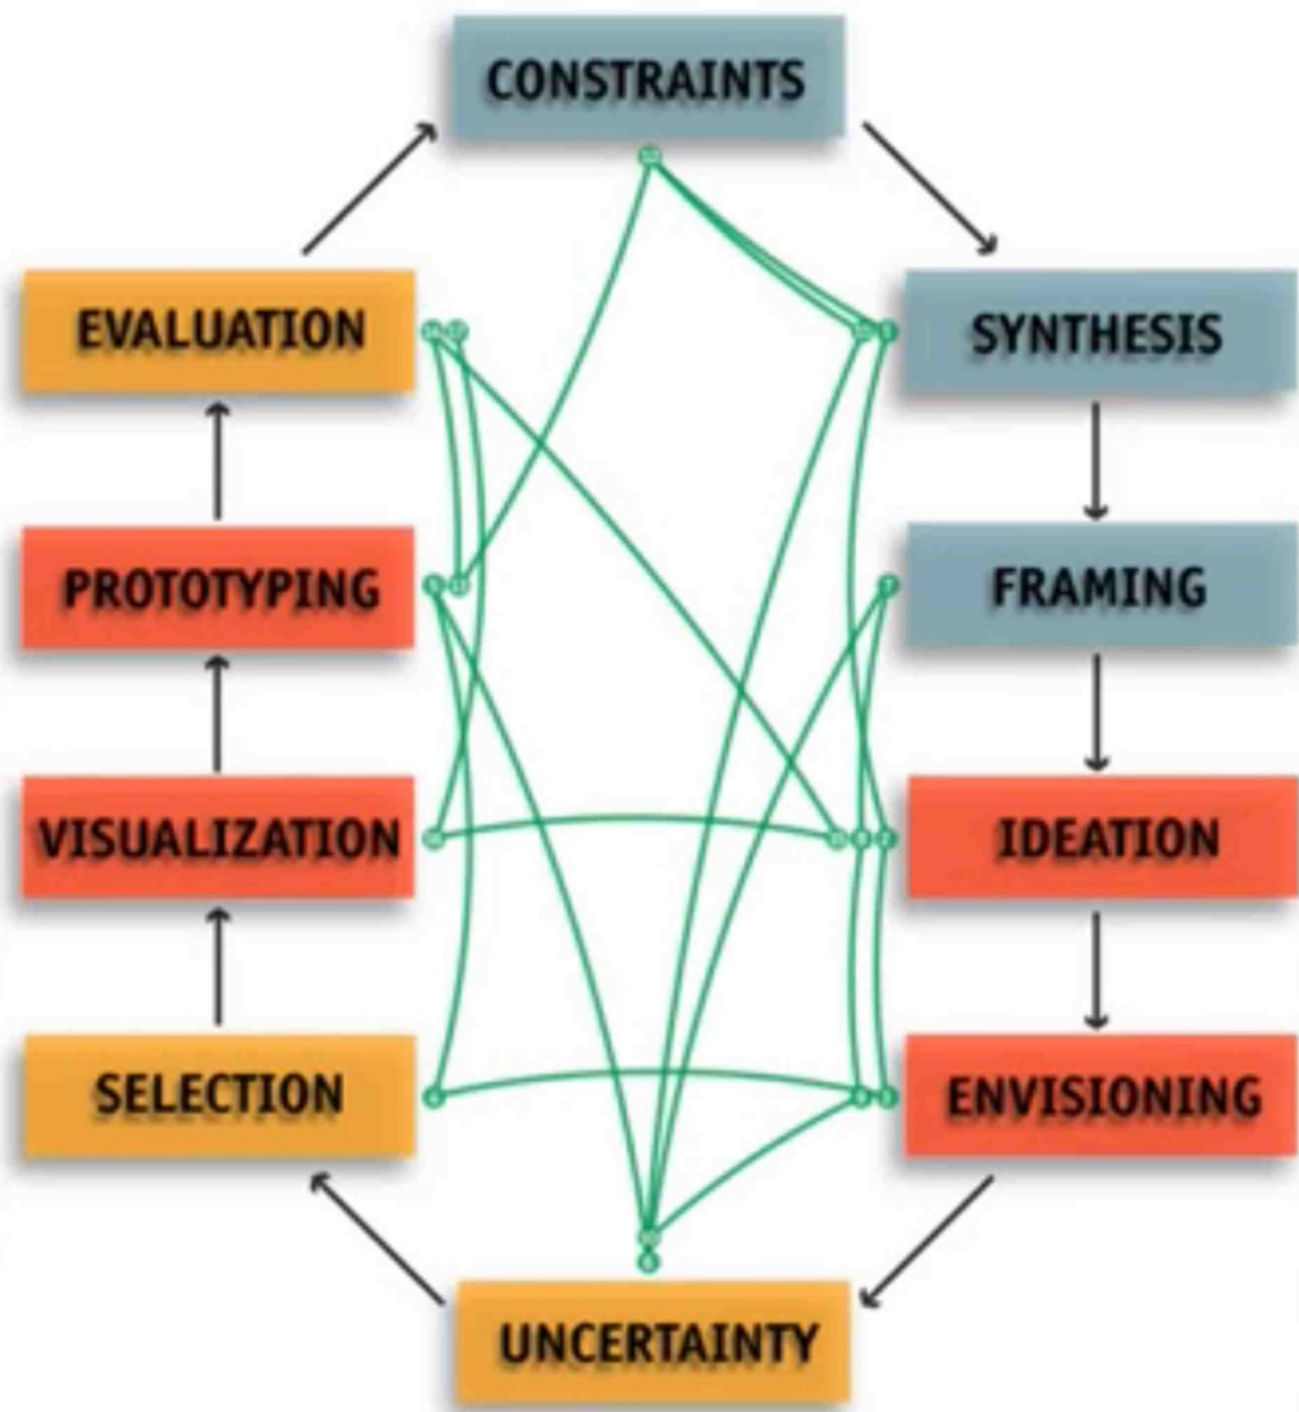 CONSTRAINTS
EVALUATION
SYNTHESIS
PROTOTYPING
FRAMING
VISUALIZATION
IDEATION
SELECTION
ENVISIONING
UNCERTAINTY